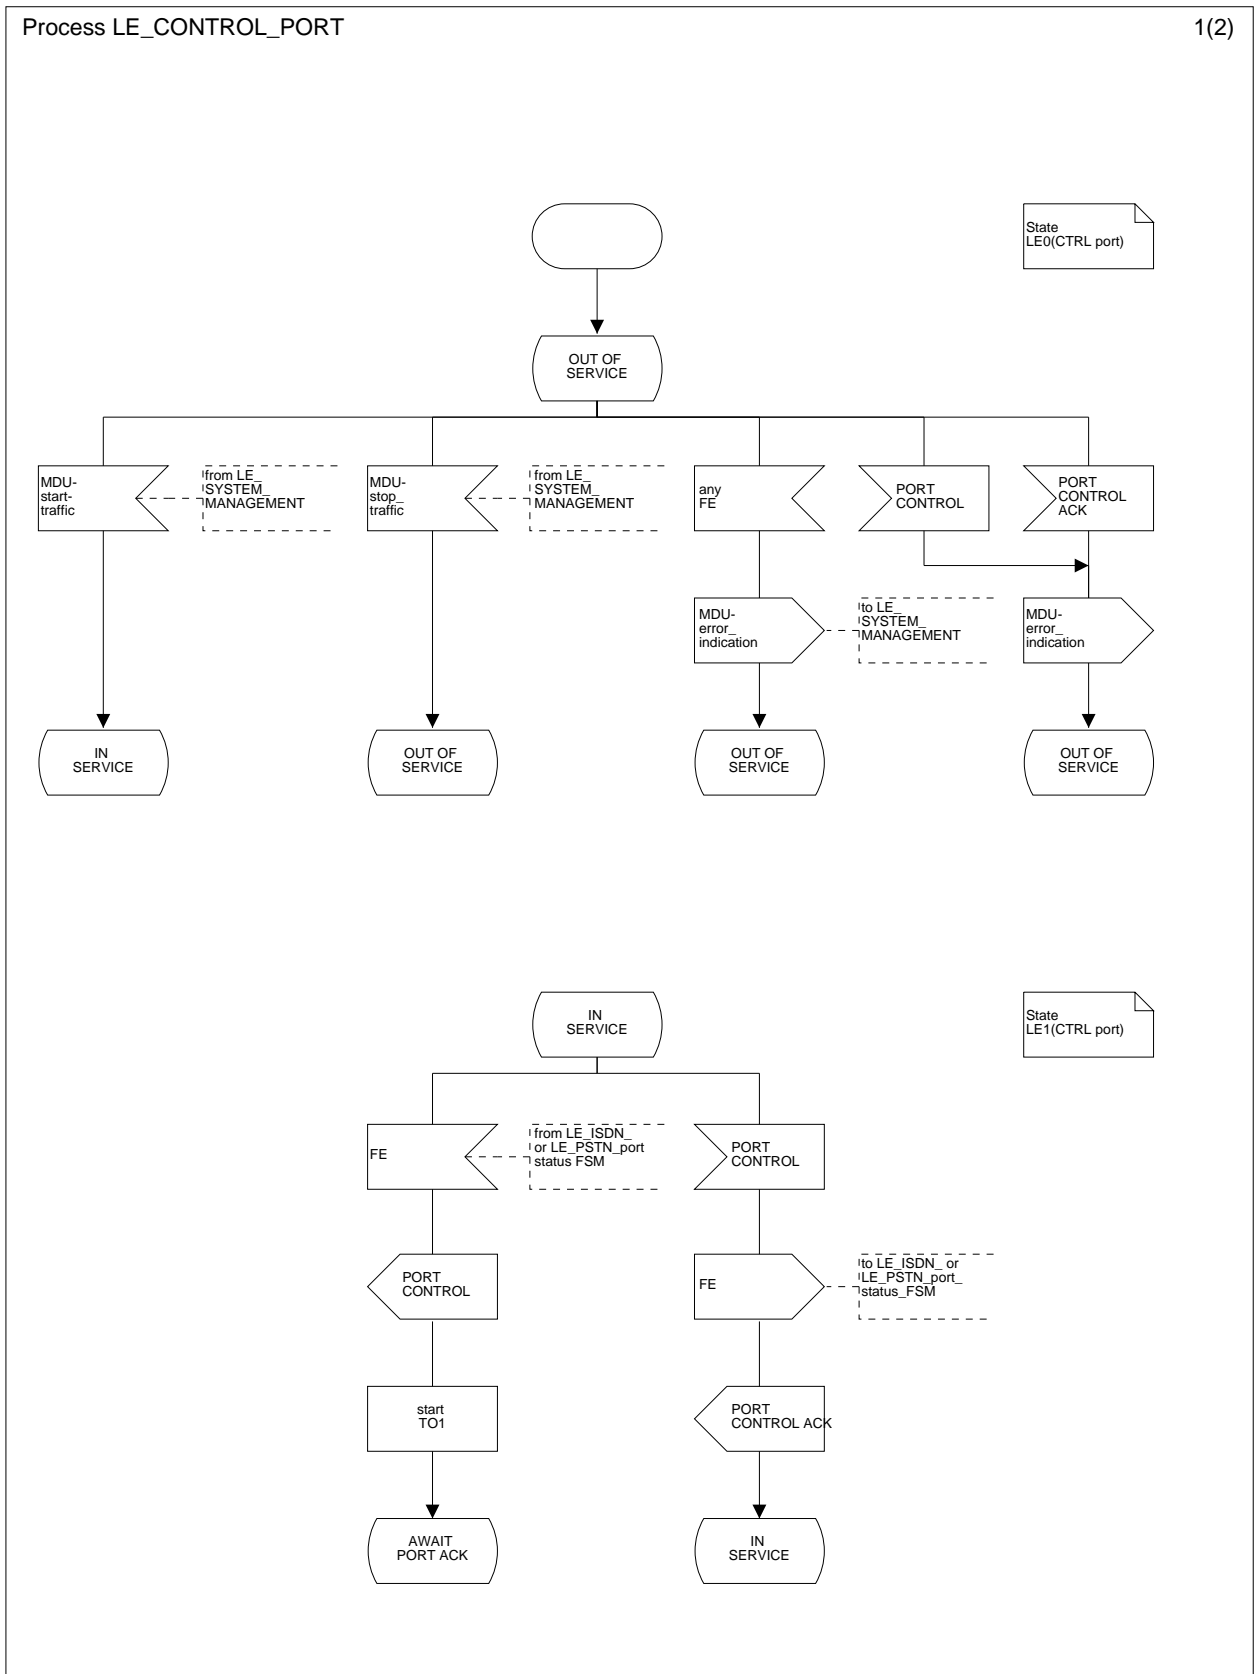 Process LE_CONTROL_PORT
1(2)
State
LE0(CTRL port)
OUT OF
SERVICE
MDU-
start-
traffic
from LE_
SYSTEM_
MANAGEMENT
MDU-
stop_
traffic
from LE_
SYSTEM_
MANAGEMENT
any
FE
PORT
CONTROL
PORT
CONTROL
ACK
MDU-
error_
indication
to LE_
SYSTEM_
MANAGEMENT
MDU-
error_
indication
IN
SERVICE
OUT OF
SERVICE
OUT OF
SERVICE
OUT OF
SERVICE
IN
SERVICE
State
LE1(CTRL port)
FE
from LE_ISDN_
or LE_PSTN_port
status FSM
PORT
CONTROL
PORT
CONTROL
FE
to LE_ISDN_ or
LE_PSTN_port_
status_FSM
start
TO1
PORT
CONTROL ACK
AWAIT
PORT ACK
IN
SERVICE